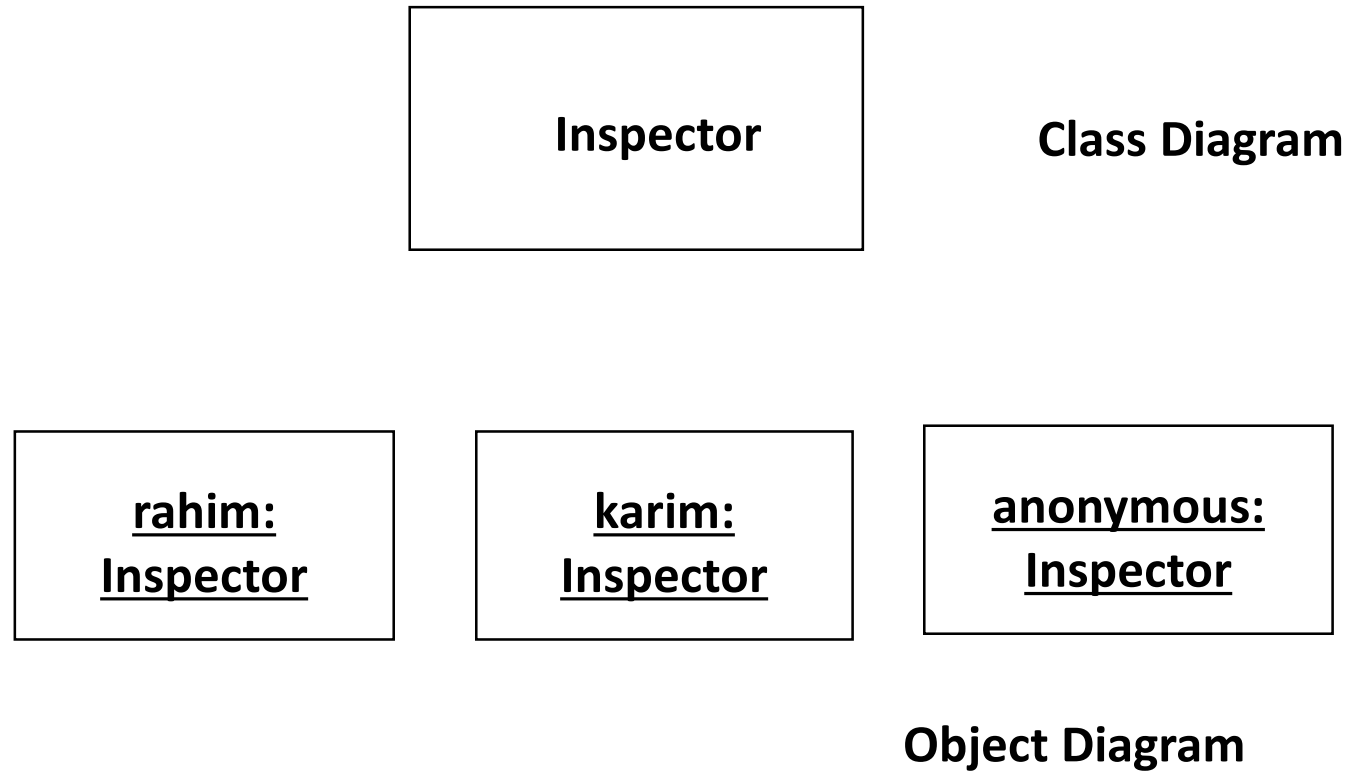 Inspector
Class Diagram
rahim:
Inspector
karim:
Inspector
anonymous:
Inspector
Object Diagram